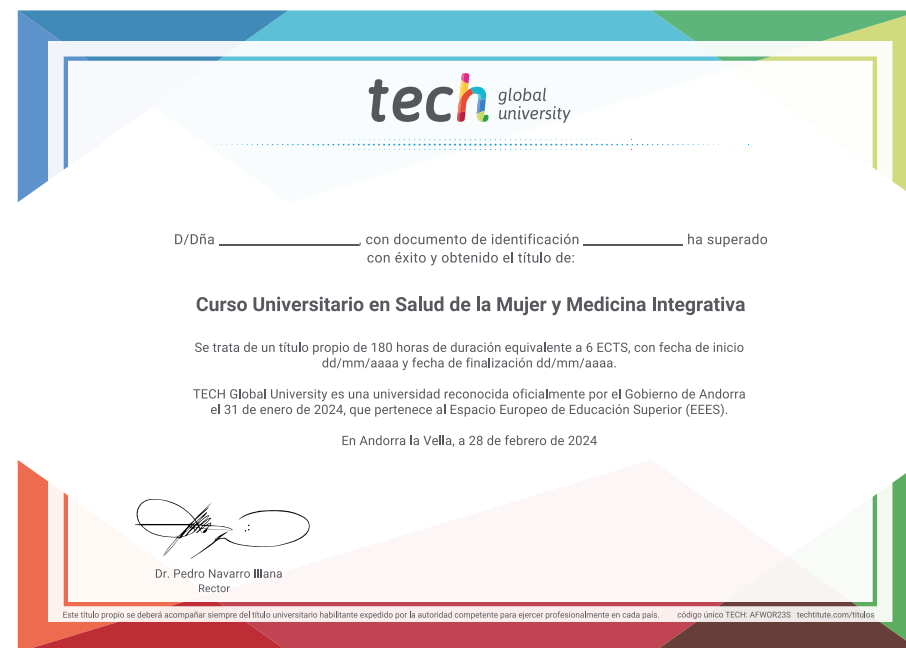 tech global
university
D/Dña ____________________, con documento de identificación ______________ ha superado
con éxito y obtenido el título de:
Curso Universitario en Salud de la Mujer y Medicina Integrativa
Se trata de un título propio de 180 horas de duración equivalente a 6 ECTS, con fecha de inicio
dd/mm/aaaa y fecha de finalización dd/mm/aaaa.
TECH Global University es una universidad reconocida oficialmente por el Gobierno de Andorra
el 31 de enero de 2024, que pertenece al Espacio Europeo de Educación Superior (EEES).
En Andorra la Vella, a 28 de febrero de 2024
Dr. Pedro Navarro Illana
Rector
Este título propio se deberá acompañar siempre del título universitario habilitante expedido por la autoridad competente para ejercer profesionalmente en cada país. código único TECH: AFWOR23S techtitute.com/titulos